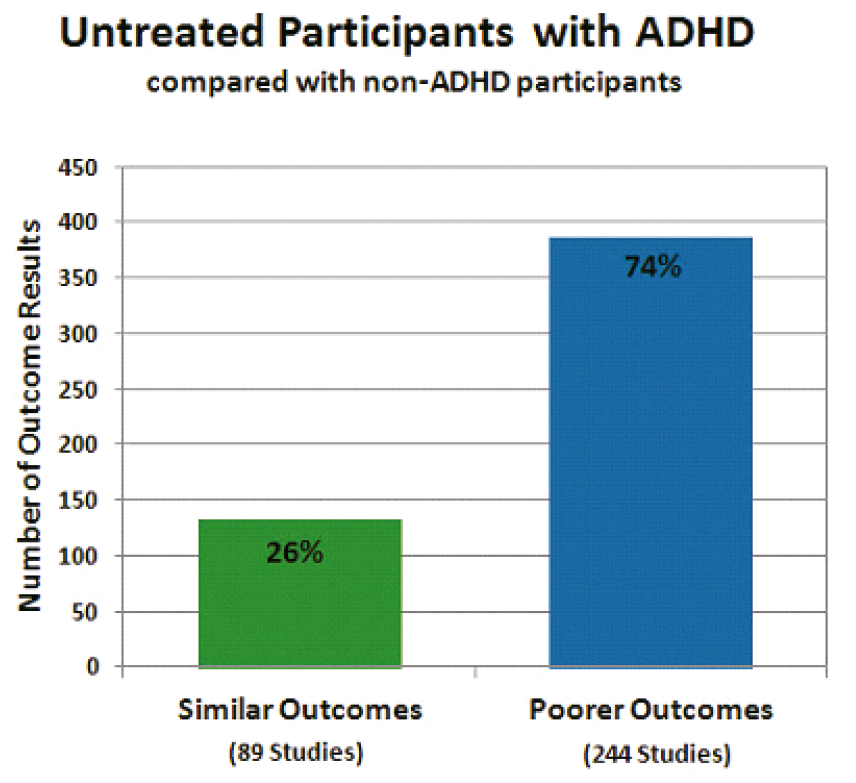 Untreated Participants with ADHD
compared with non-ADHD participants
Number of Outcome Results
450
400
350
300
250
200
150
100
50
0
26%
74%
Similar Outcomes
(89 Studies)
Poorer Outcomes
(244 Studies)